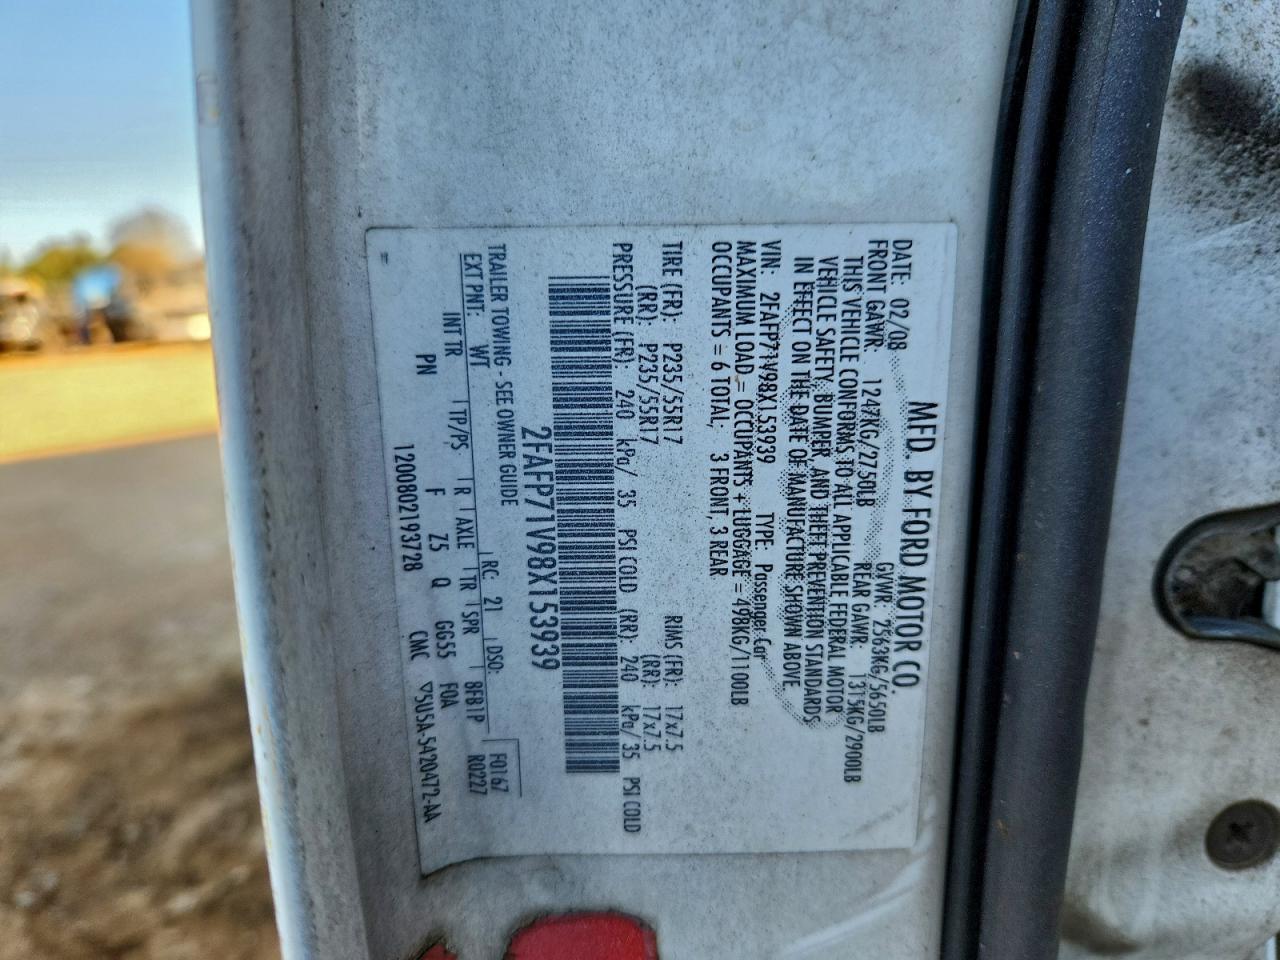 MFD. BY FORD MOTOR CO
DATE: 02/08 GVWR: 2563KG/5650LB
FRONT GAWR: 1247KG/2750LB REAR GAWR: 1315KG/2900LB
THIS VEHICLE CONFORMS TO ALL APPLICABLE FEDERAL MOTOR
VEHICLE SAFETY, BUMPER, AND THEFT PREVENTION STANDARDS
IN EFFECT ON THE DATE OF MANUFACTURE SHOWN ABOVE.
VIN: 2FAFP71V98X153939 TYPE: Passenger Car
MAXIMUM LOAD = OCCUPANTS + LUGGAGE = 498KG/1100LB
OCCUPANTS = 6 TOTAL, 3 FRONT, 3 REAR
TIRE (FR): P235/55R17 RIMS (FR): 17x7.5
(RR): P235/55R17 (RR): 17x7.5
PRESSURE (FR): 240 kPa/ 35 PSI COLD (RR): 240 kPa/ 35 PSI COLD
2FAFP71V98X153939
TRAILER TOWING - SEE OWNER GUIDE F0167
EXT PNT: WT RC: 21 DSO: R0227
INT TR TP/PS R AXLE TR SPR 8FB1P
PN F Z5 Q GG55 F0A
120080219372​8 CMC ▽5U5A-5420472-AA